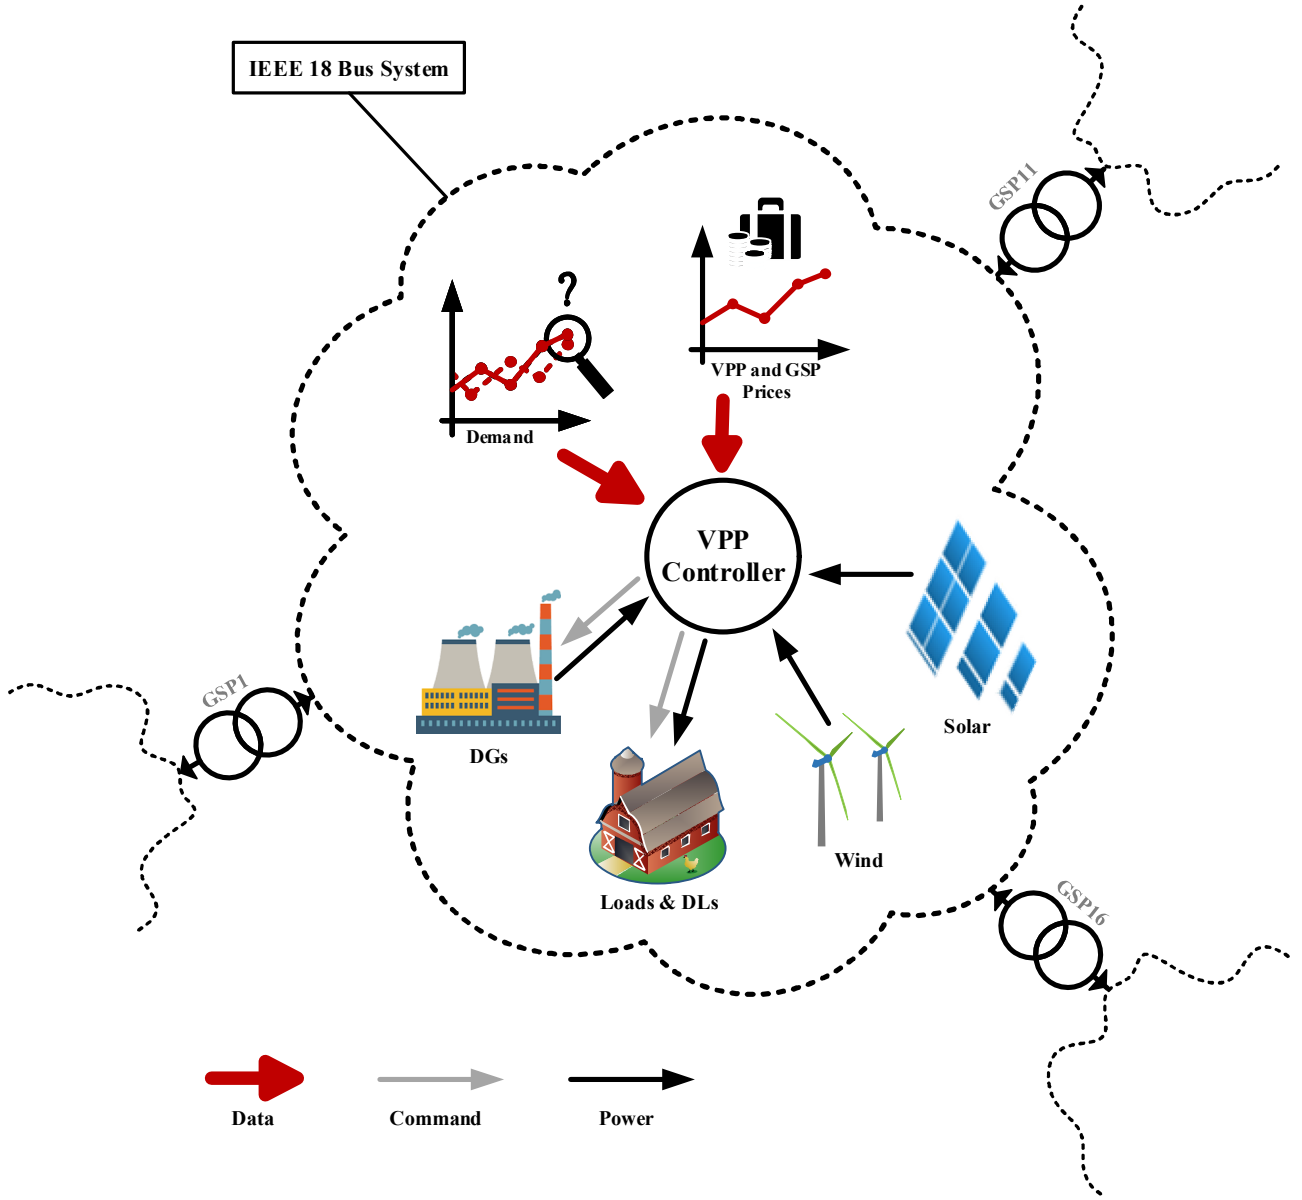 IEEE 18 Bus System
GSP11
?
VPP and GSP
Prices
Demand
VPP
Controller
Solar
GSP1
DGs
Wind
GSP16
Loads & DLs
Data
Command
Power